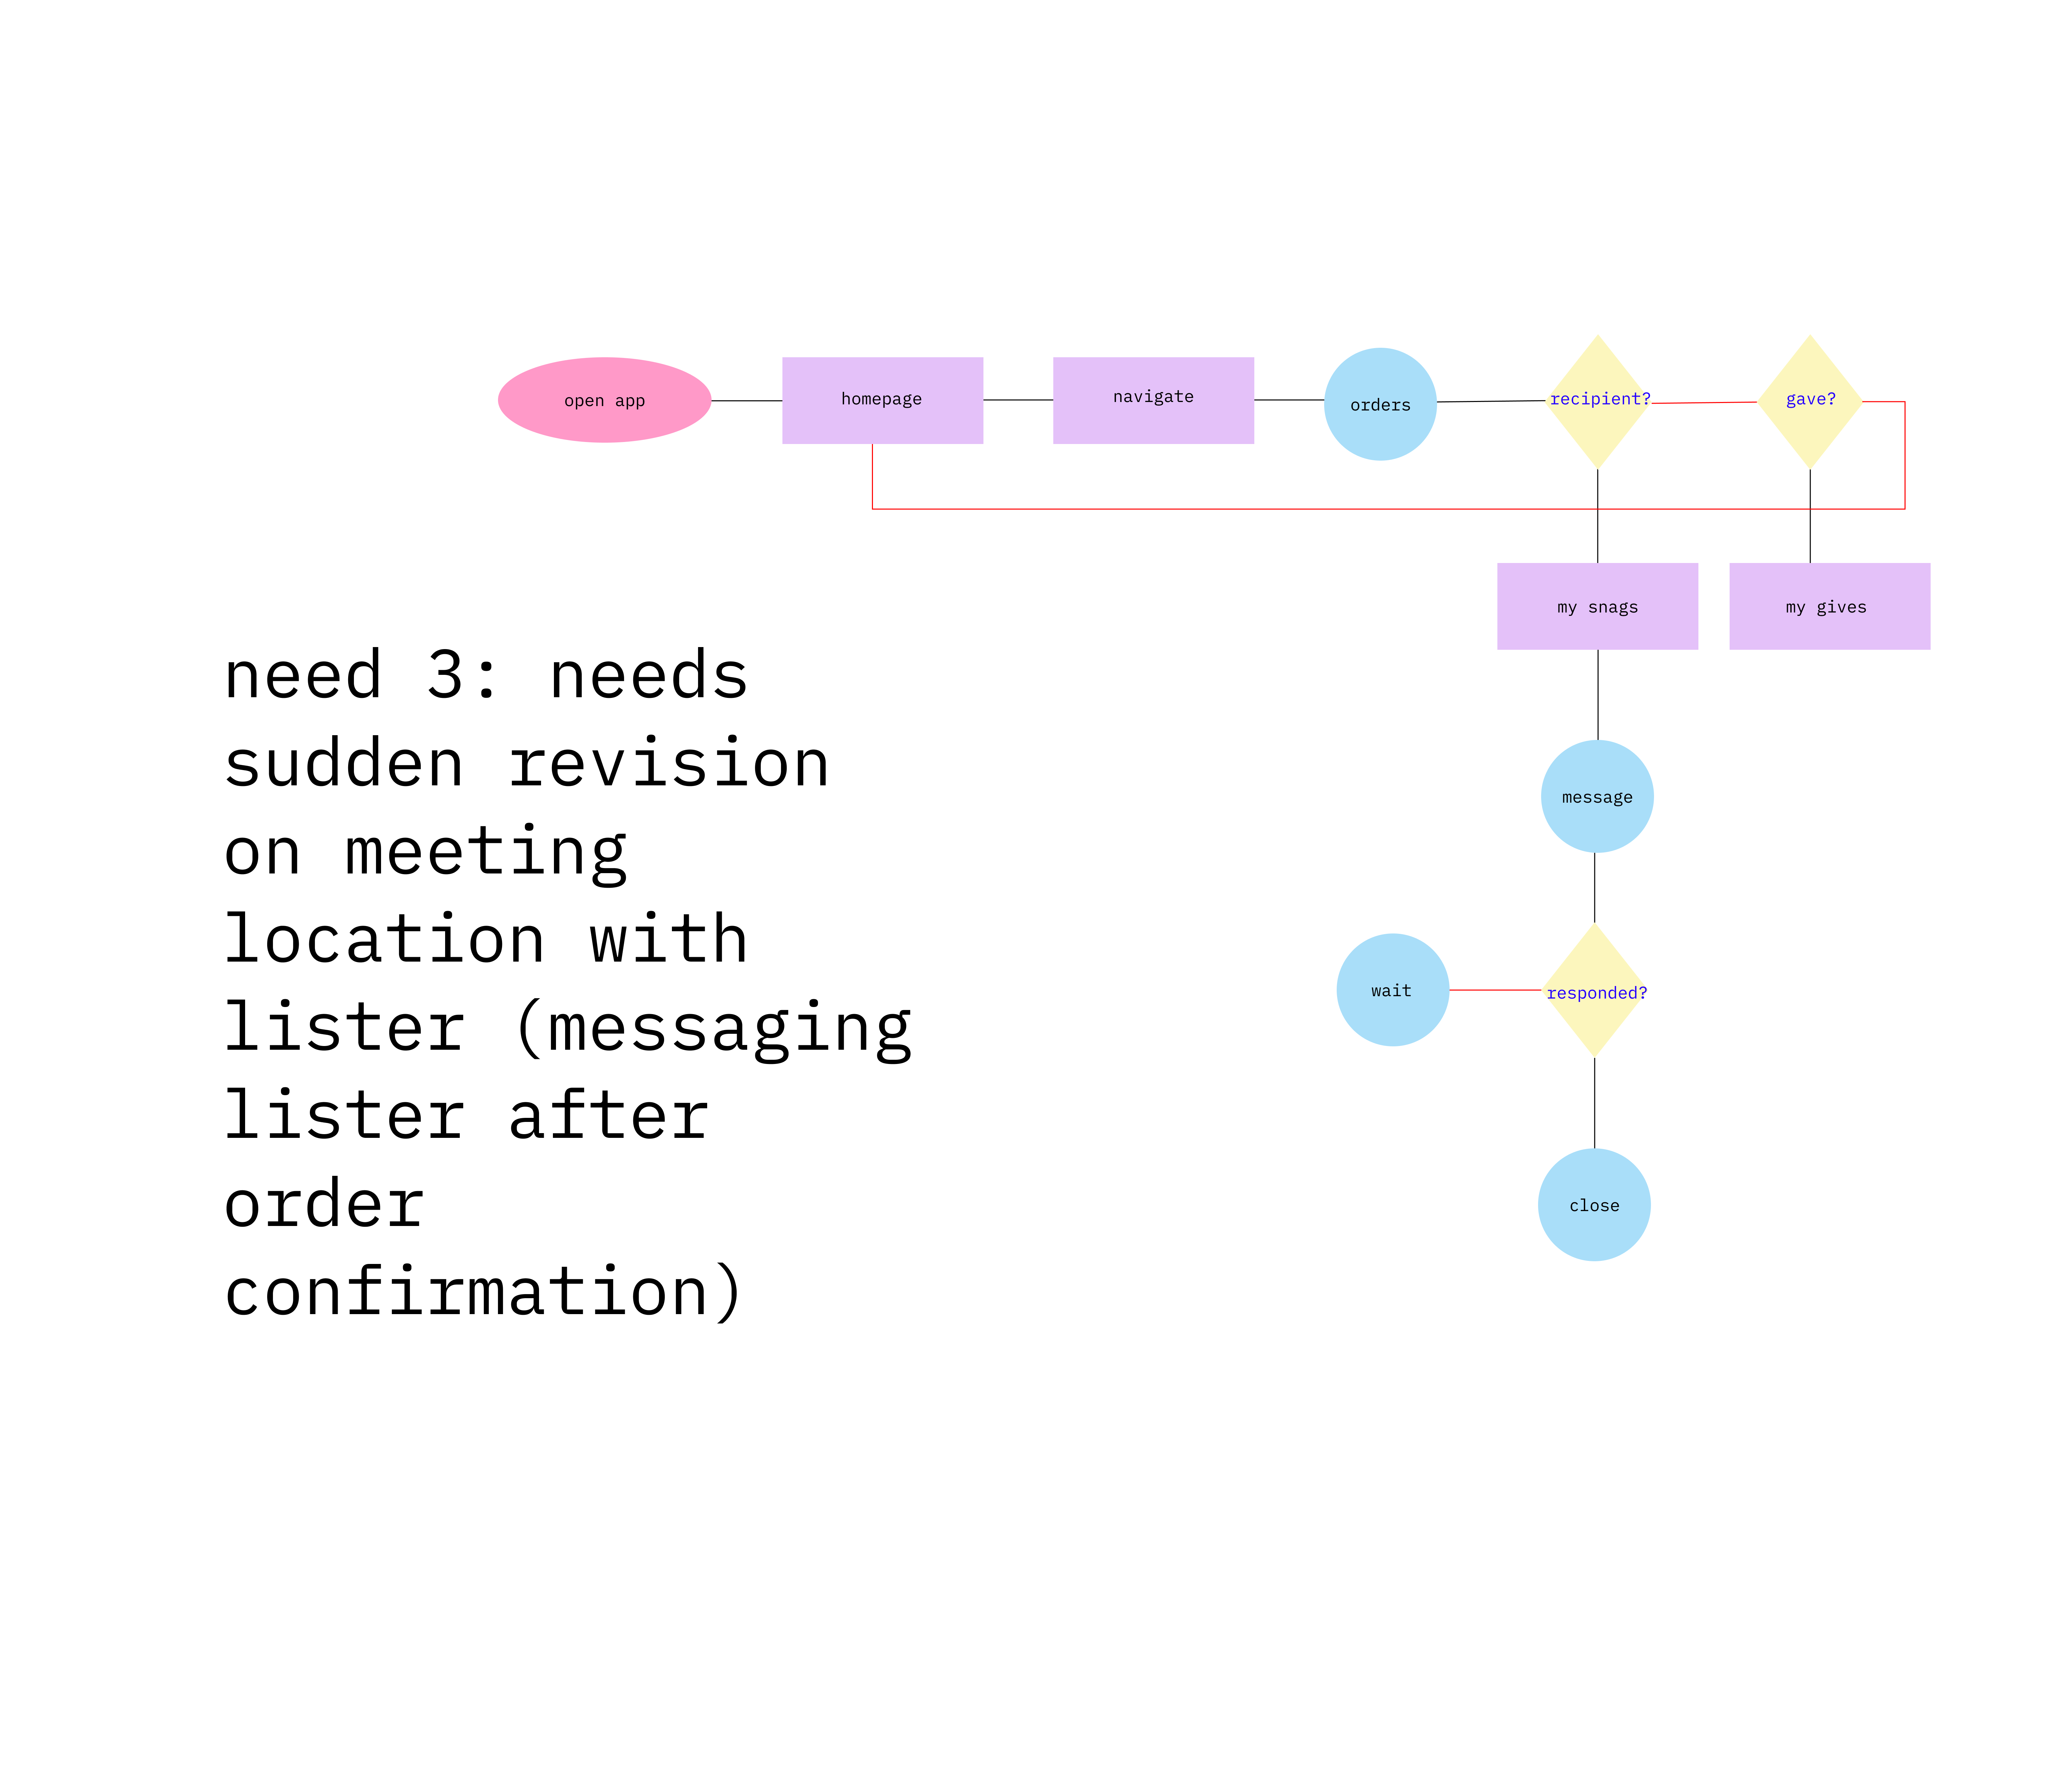 open app
homepage
navigate
orders
recipient?
gave?
my snags
my gives
need 3: needs
sudden revision
on meeting
location with
lister (messaging
lister after
order
confirmation)
message
wait
responded?
close